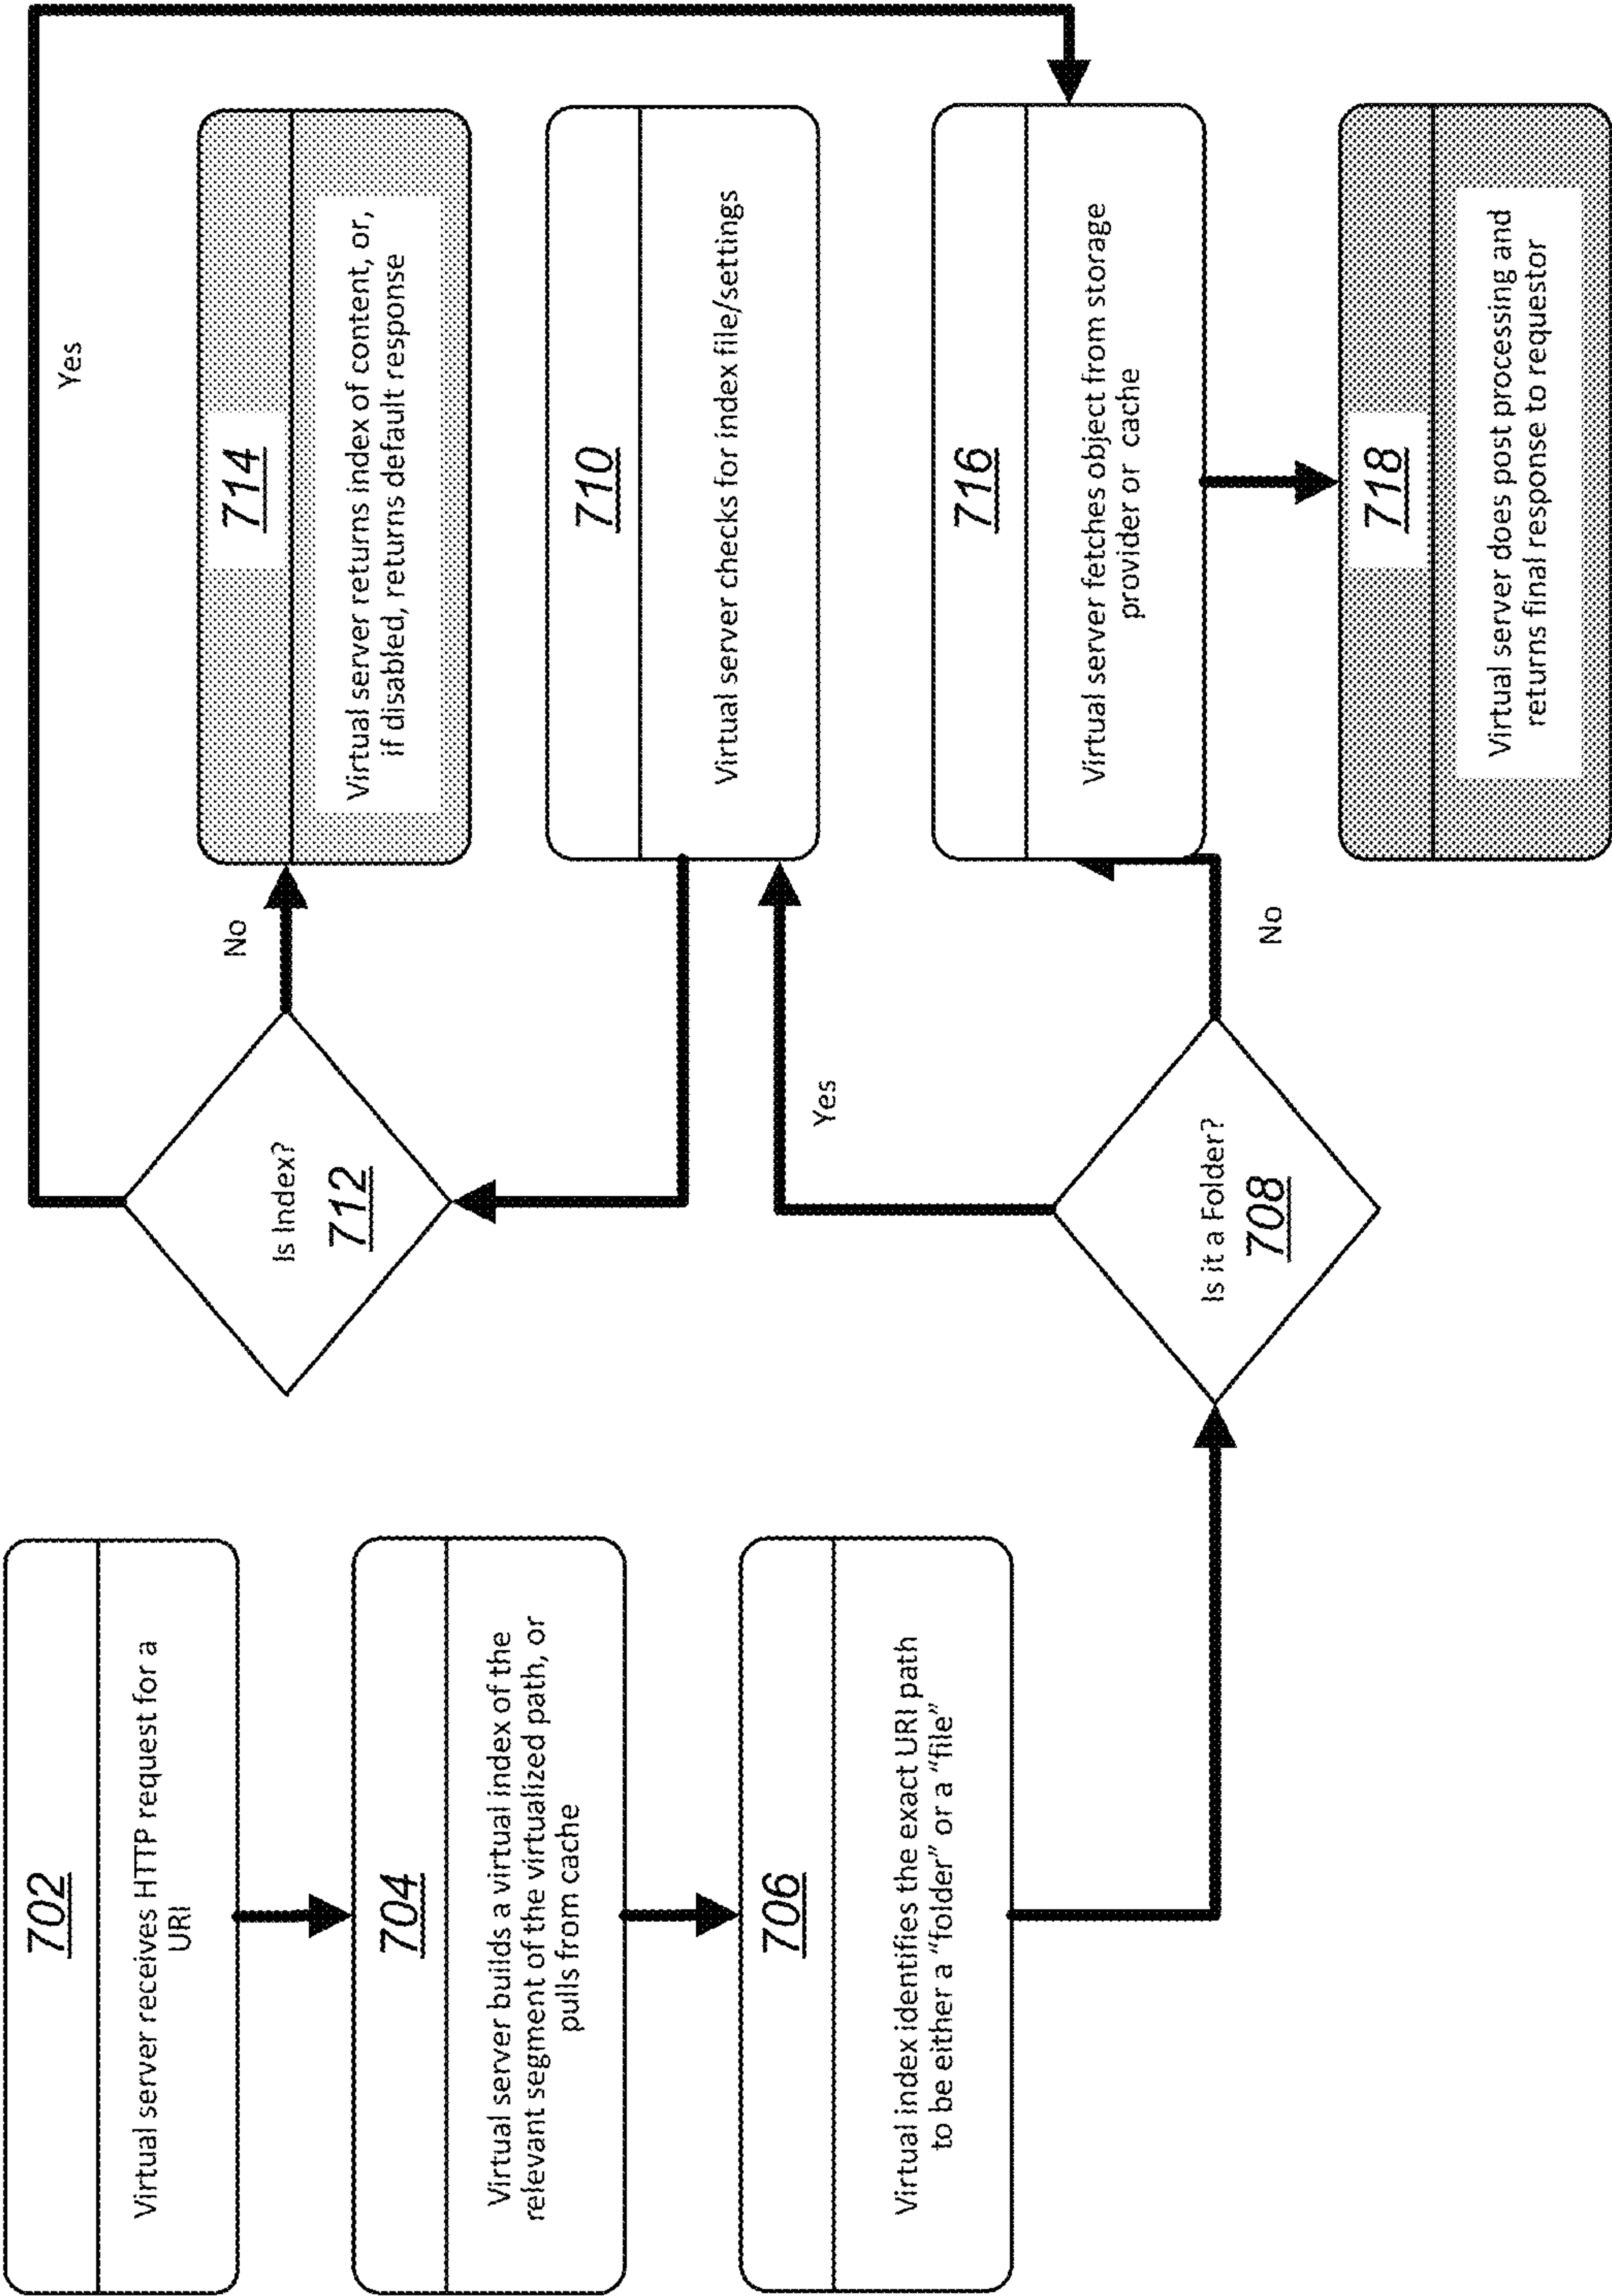 702
Virtual server receives HTTP request for a
URI
704
Virtual server builds a virtual index of the
relevant segment of the virtualized path, or
pulls from cache
706
Virtual index identifies the exact URI path
to be either a “folder” or a “file”
Is it a Folder?
708
Yes
No
710
Virtual server checks for index file/settings
Is Index?
712
No
Yes
714
Virtual server returns index of content, or,
if disabled, returns default response
716
Virtual server fetches object from storage
provider or cache
718
Virtual server does post processing and
returns final response to requestor